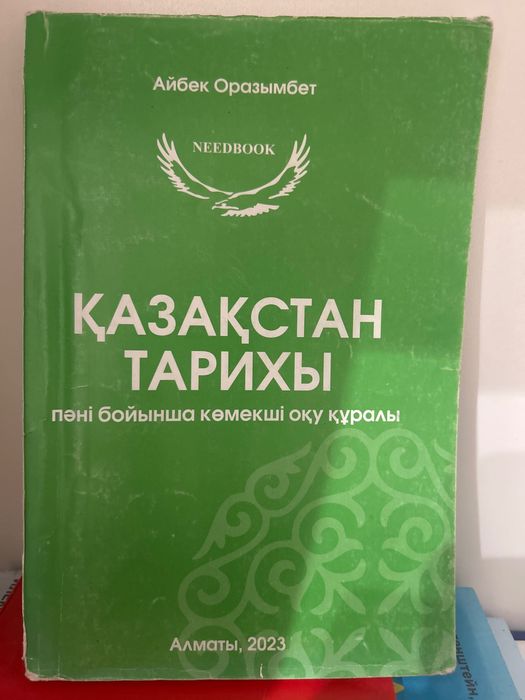 Айбек Оразымбет
NEEDBOOK
ҚАЗАҚСТАН
ТАРИХЫ
пәні бойынша көмекші оқу құралы
Алматы, 2023